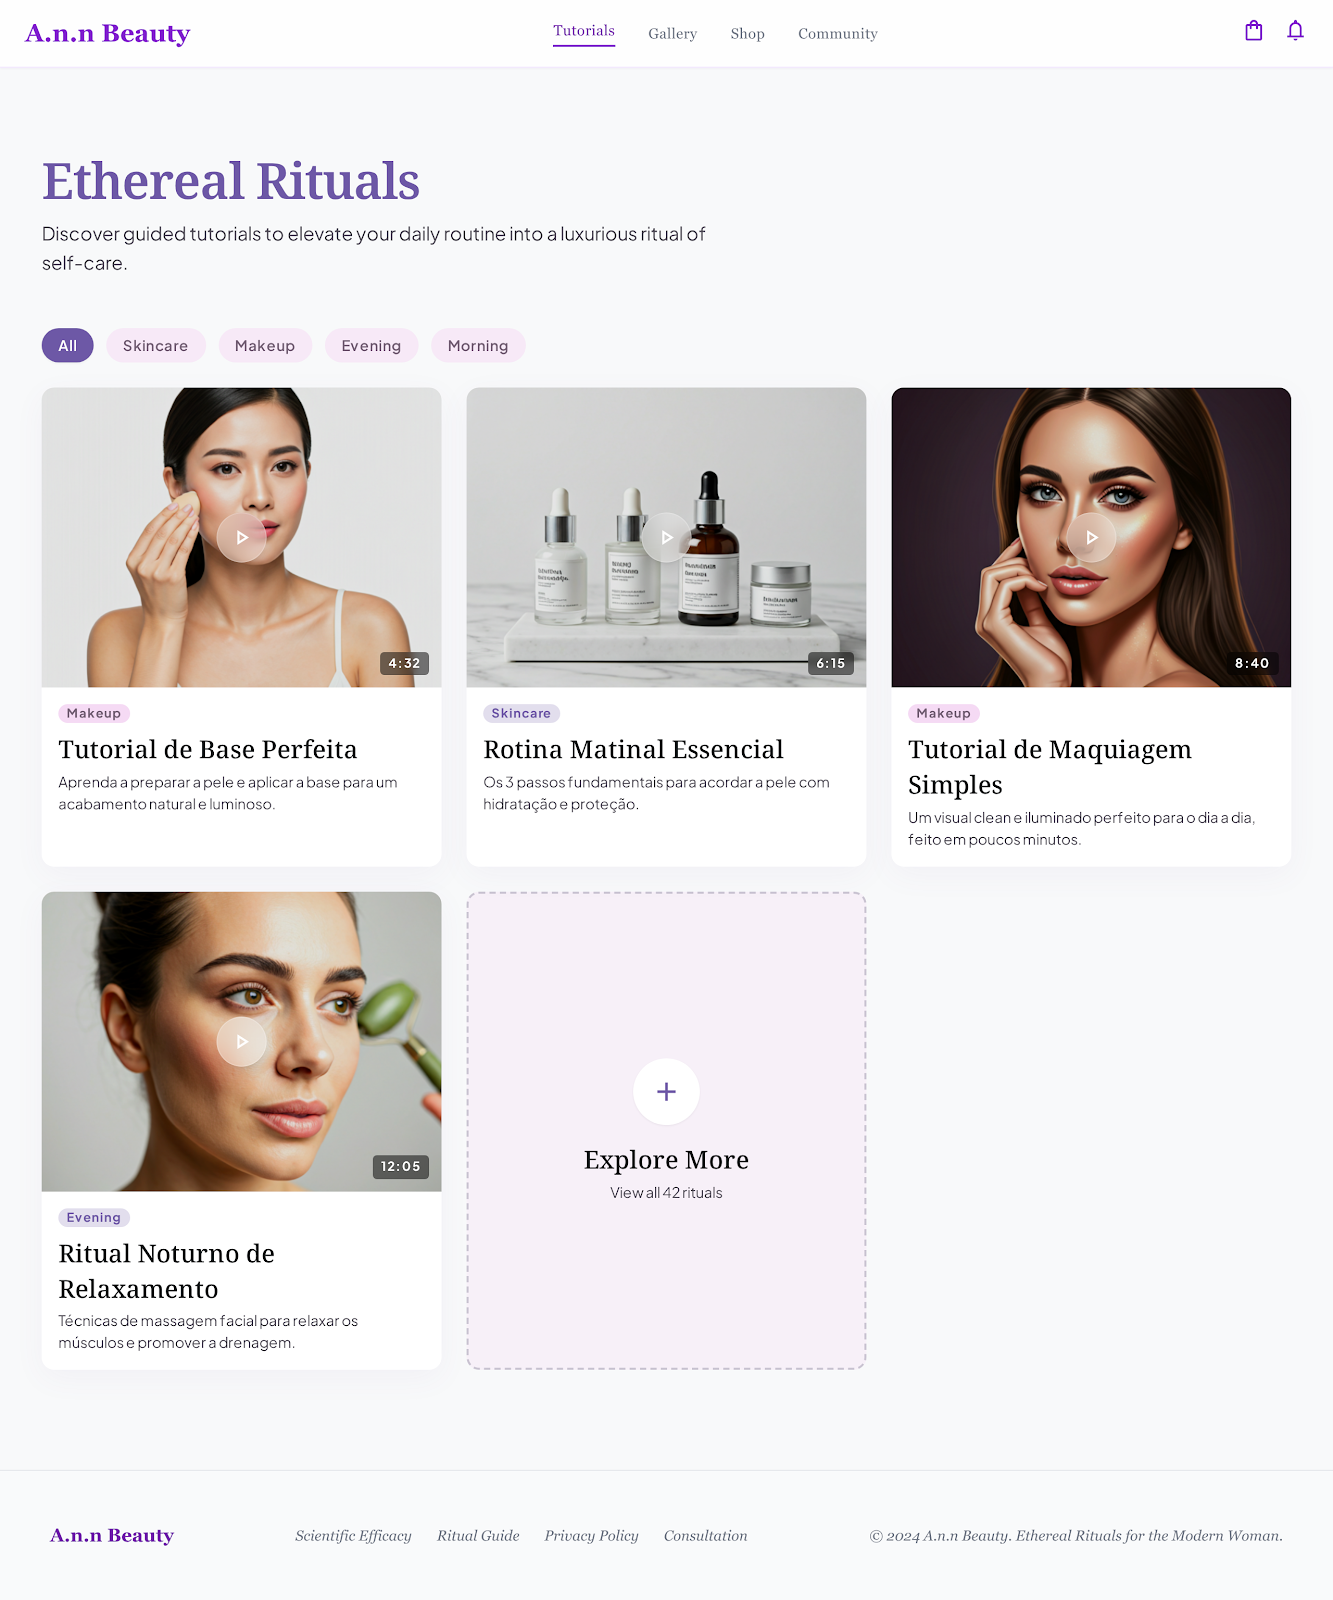 A.n.n Beauty
Tutorials
Gallery
Shop
Community
Ethereal Rituals
Discover guided tutorials to elevate your daily routine into a luxurious ritual of
self-care.
All
Skincare
Makeup
Evening
Morning
4:32
6:15
8:40
Makeup
Tutorial de Base Perfeita
Aprenda a preparar a pele e aplicar a base para um
acabamento natural e luminoso.
Skincare
Rotina Matinal Essencial
Os 3 passos fundamentais para acordar a pele com
hidratação e proteção.
Makeup
Tutorial de Maquiagem
Simples
Um visual clean e iluminado perfeito para o dia a dia,
feito em poucos minutos.
12:05
Evening
Ritual Noturno de
Relaxamento
Técnicas de massagem facial para relaxar os
músculos e promover a drenagem.
Explore More
View all 42 rituals
A.n.n Beauty
Scientific Efficacy
Ritual Guide
Privacy Policy
Consultation
© 2024 A.n.n Beauty. Ethereal Rituals for the Modern Woman.